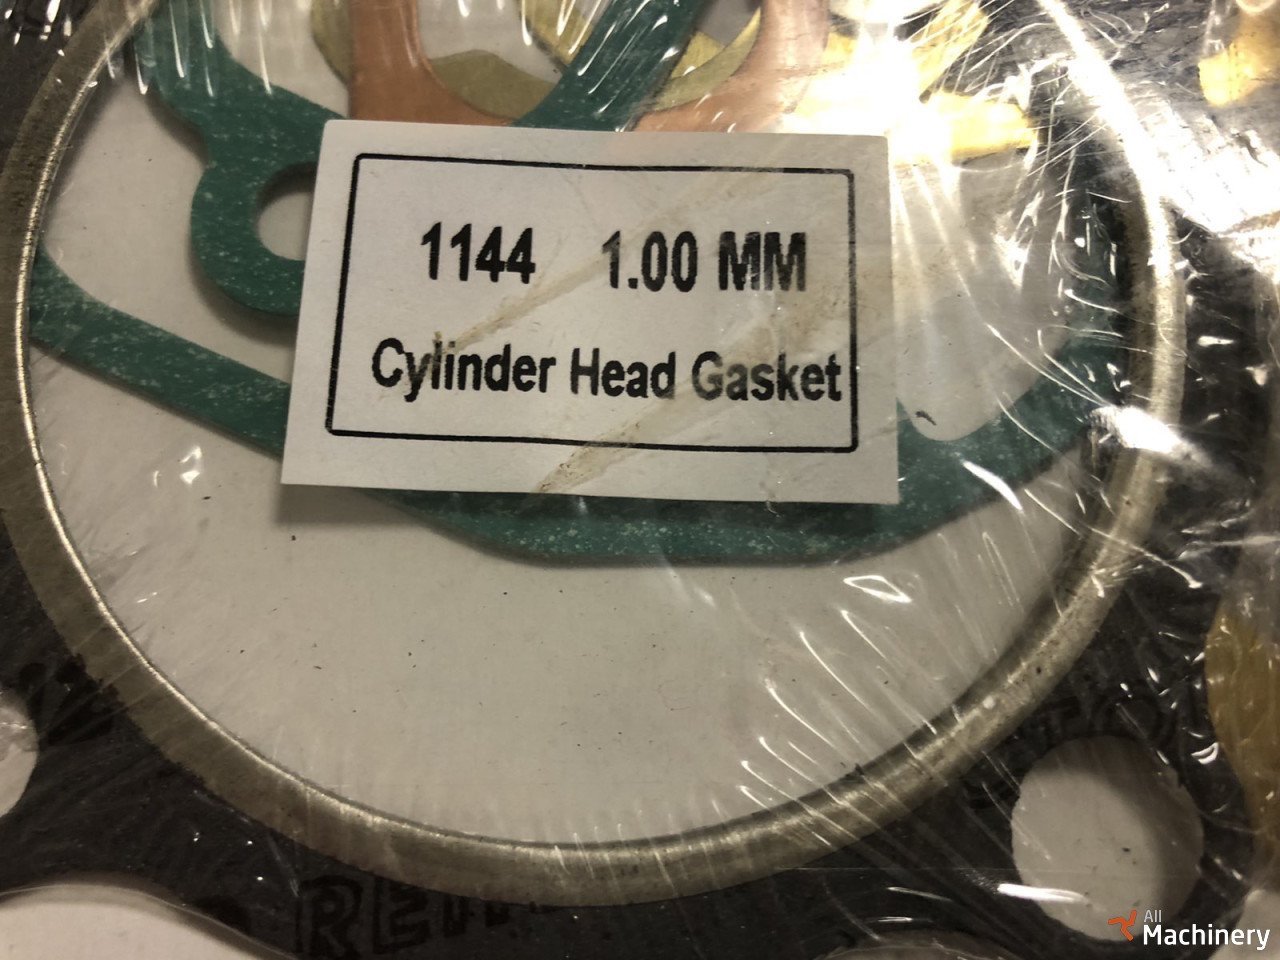 1144 1.00 MM
Cylinder Head Gasket
All
Machinery